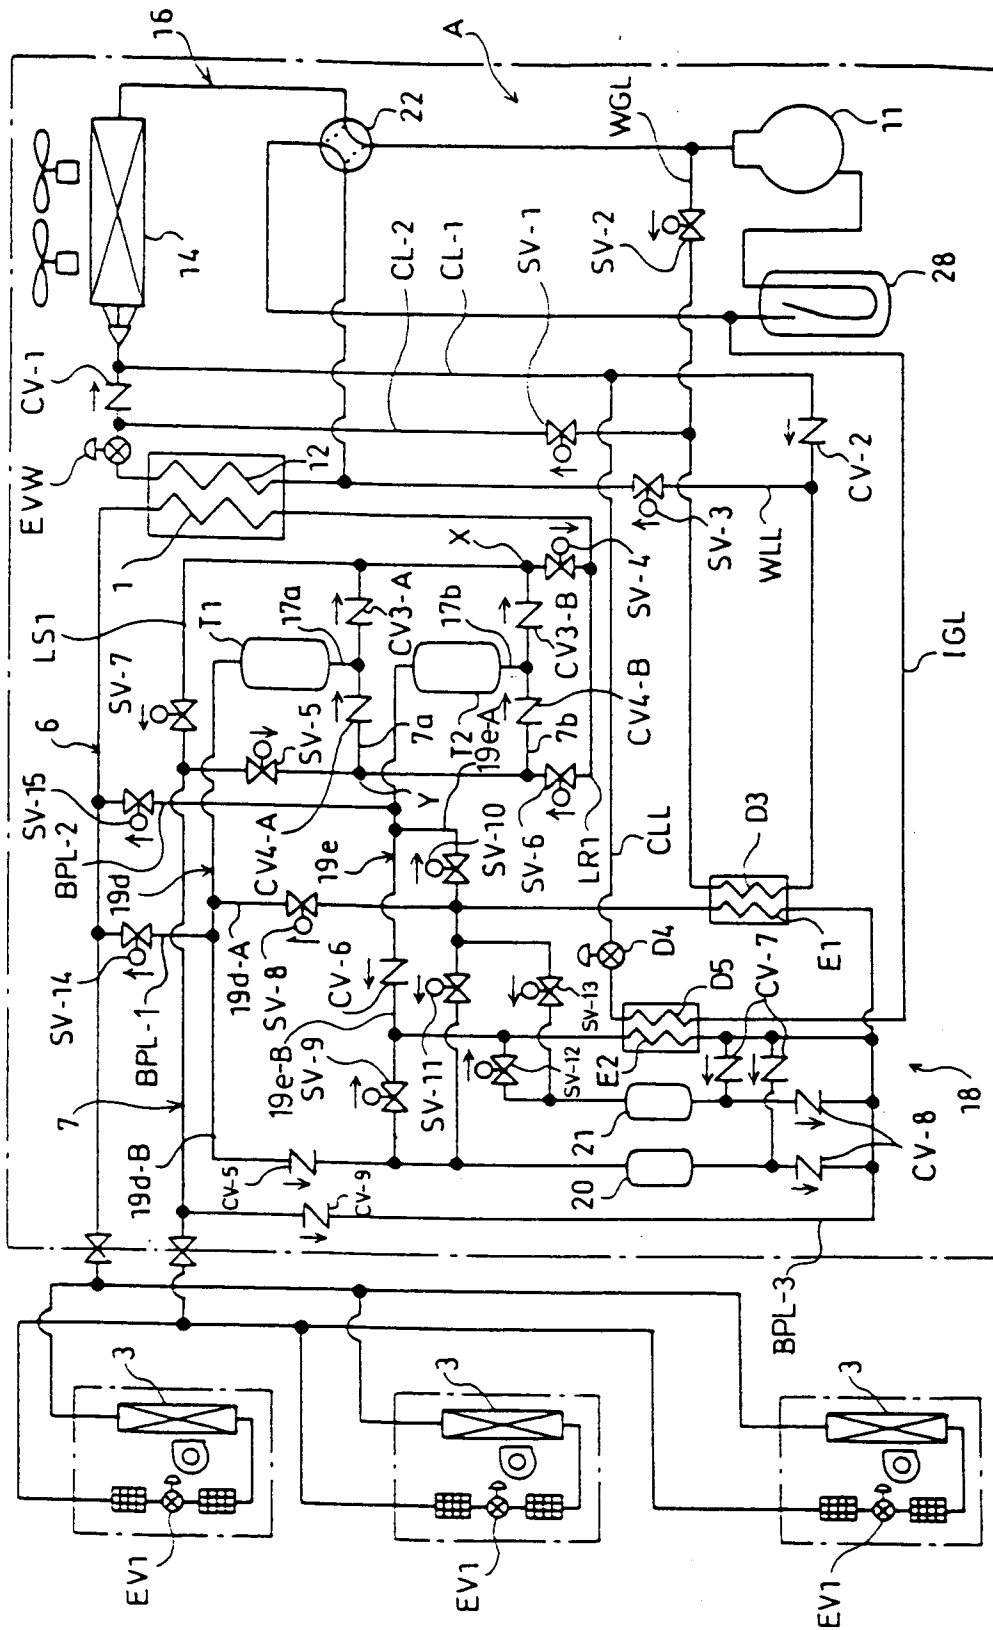 16
A
22
WGL
11
14
CL-2
CL-1
SV-1
SV-2
28
CV-1
EVW
12
1
X
SV-4
SV-3
WLL
CV-2
IGL
LS1
SV-7
T1
17a
CV3-A
17b
CV3-B
6
SV-5
7a
T2
19e-A
7b
CV4-B
SV-15
BPL-2
19d
CV4-A
Y
19e
SV-10
SV-6
LR1
CLL
D3
SV-14
BPL-1
19d-A
SV-8
CV-6
D4
E1
7
19d-B
19e-B
SV-9
SV-11
SV-13
SV-12
D5
E2
CV-7
CV-5
CV-9
21
20
CV-8
18
BPL-3
3
3
3
EV1
EV1
EV1